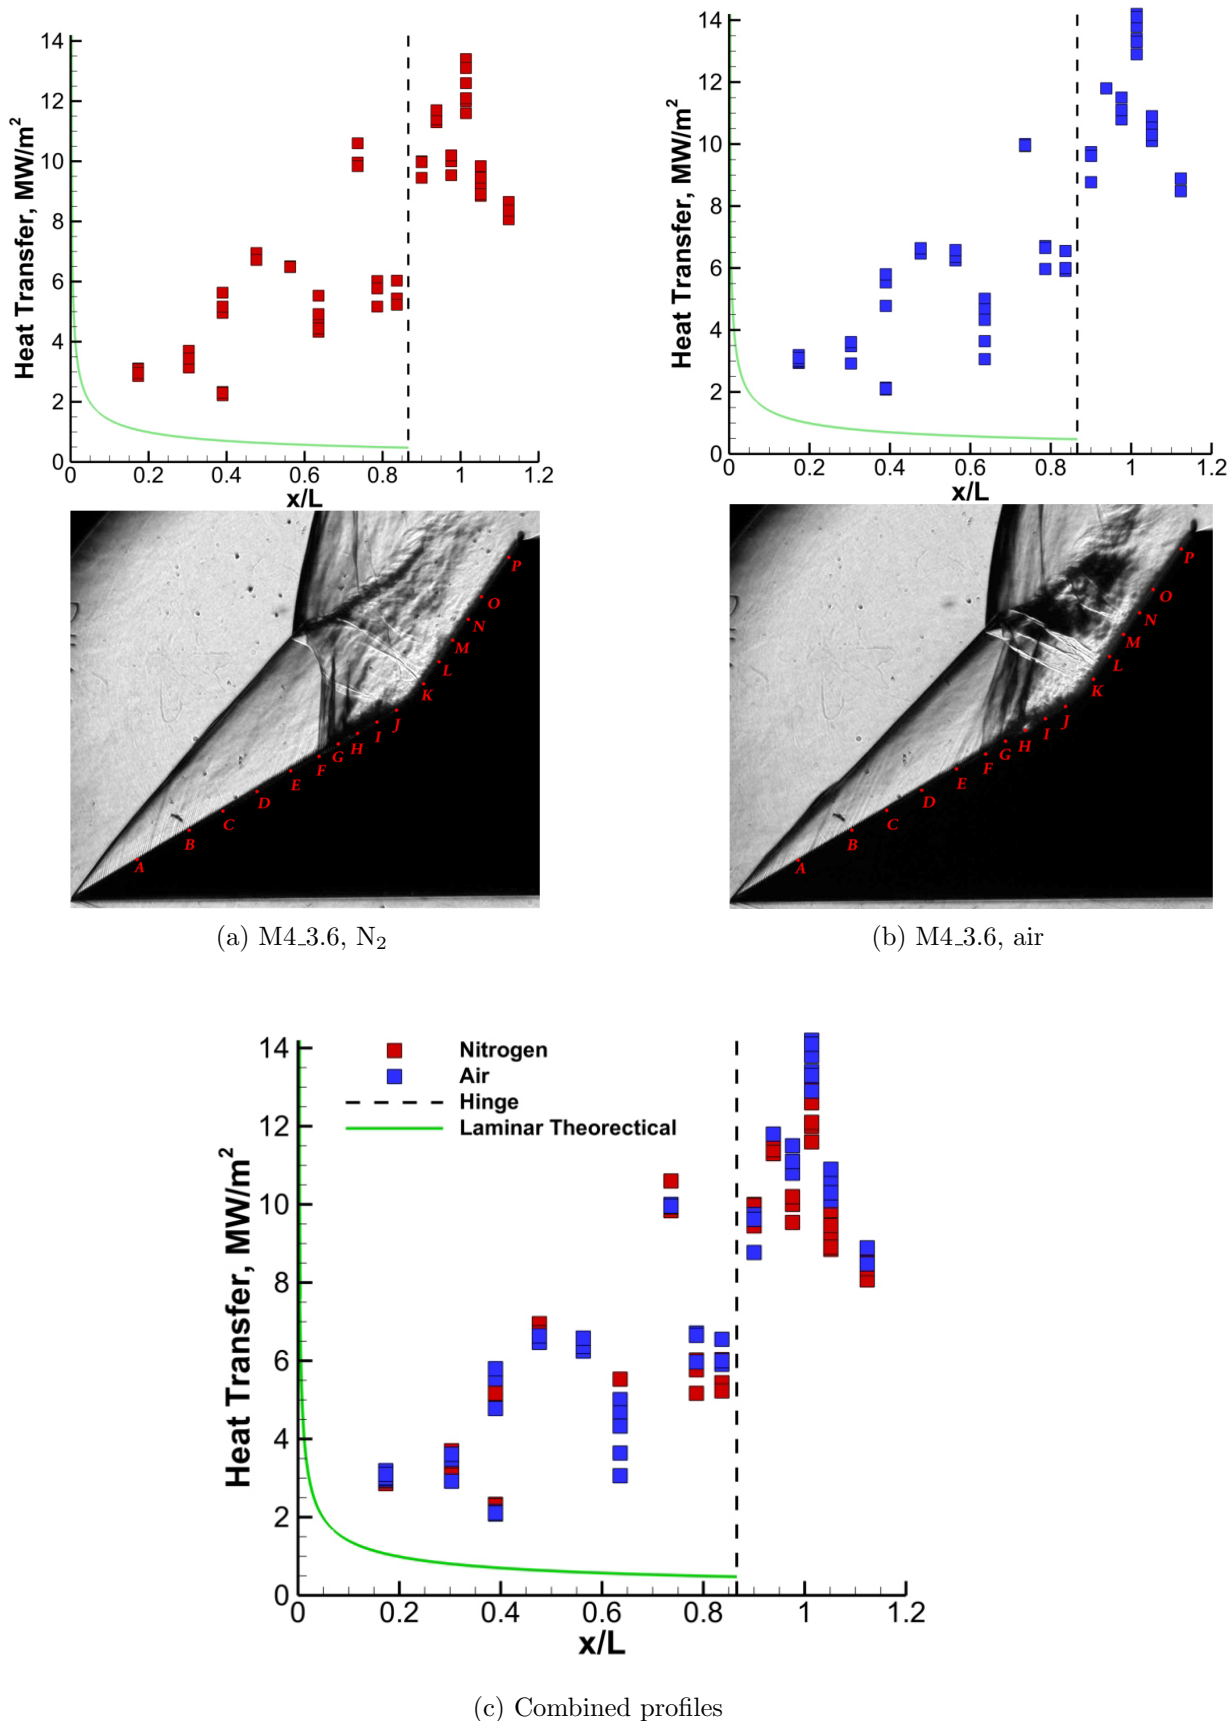 14
12
10
8
6
4
2
0
Heat Transfer, MW/m²
0 0.2 0.4 0.6 0.8 1 1.2
x/L
14
12
10
8
6
4
2
0
Heat Transfer, MW/m²
0 0.2 0.4 0.6 0.8 1 1.2
x/L
A B C D E F G H I J K L M N O P
A B C D E F G H I J K L M N O P
(a) M4_3.6, N₂
(b) M4_3.6, air
Nitrogen
Air
Hinge
Laminar Theorectical
14
12
10
8
6
4
2
0
Heat Transfer, MW/m²
0 0.2 0.4 0.6 0.8 1 1.2
x/L
(c) Combined profiles